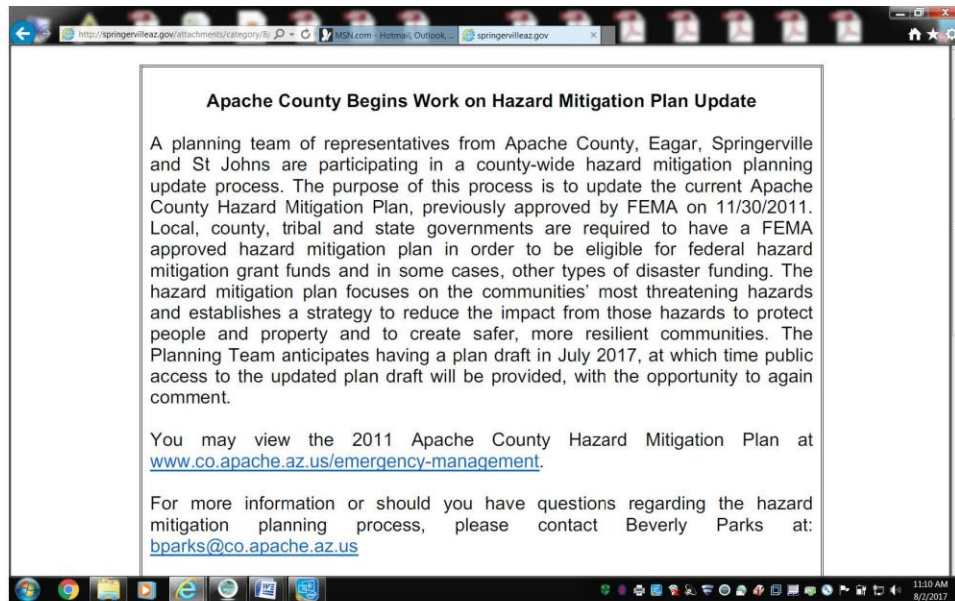 http://springervilleaz.gov/attachments/category/8/
MSN.com - Hotmail, Outlook, ...
springervilleaz.gov
Apache County Begins Work on Hazard Mitigation Plan Update
A planning team of representatives from Apache County, Eagar, Springerville
and St Johns are participating in a county-wide hazard mitigation planning
update process. The purpose of this process is to update the current Apache
County Hazard Mitigation Plan, previously approved by FEMA on 11/30/2011.
Local, county, tribal and state governments are required to have a FEMA
approved hazard mitigation plan in order to be eligible for federal hazard
mitigation grant funds and in some cases, other types of disaster funding. The
hazard mitigation plan focuses on the communities’ most threatening hazards
and establishes a strategy to reduce the impact from those hazards to protect
people and property and to create safer, more resilient communities. The
Planning Team anticipates having a plan draft in July 2017, at which time public
access to the updated plan draft will be provided, with the opportunity to again
comment.
You may view the 2011 Apache County Hazard Mitigation Plan at
www.co.apache.az.us/emergency-management.
For more information or should you have questions regarding the hazard
mitigation planning process, please contact Beverly Parks at:
bparks@co.apache.az.us
11:10 AM
8/2/2017